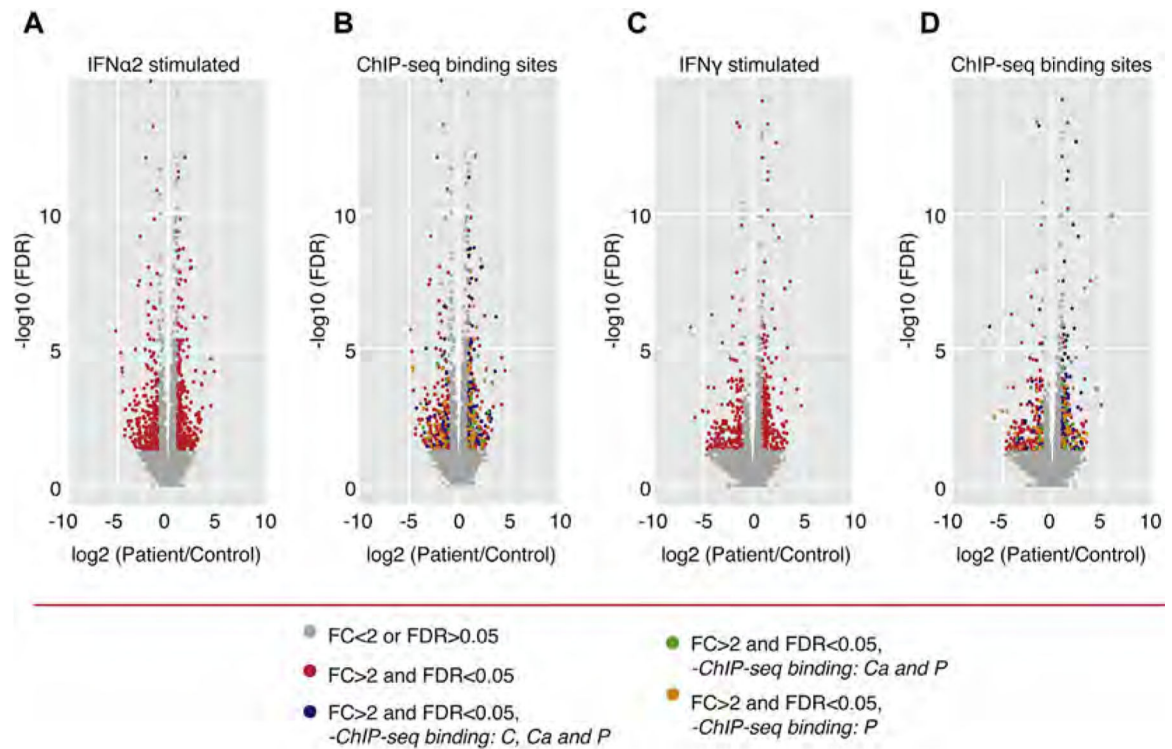 A
B
C
D
IFNα2 stimulated
ChIP-seq binding sites
IFNγ stimulated
ChIP-seq binding sites
-log10 (FDR)
10
5
0
-10 -5 0 5 10
log2 (Patient/Control)
-log10 (FDR)
10
5
0
-10 -5 0 5 10
log2 (Patient/Control)
-log10 (FDR)
10
5
0
-10 -5 0 5 10
log2 (Patient/Control)
-log10 (FDR)
10
5
0
-10 -5 0 5 10
log2 (Patient/Control)
FC<2 or FDR>0.05
FC>2 and FDR<0.05
FC>2 and FDR<0.05,
-ChIP-seq binding: C, Ca and P
FC>2 and FDR<0.05,
-ChIP-seq binding: Ca and P
FC>2 and FDR<0.05,
-ChIP-seq binding: P